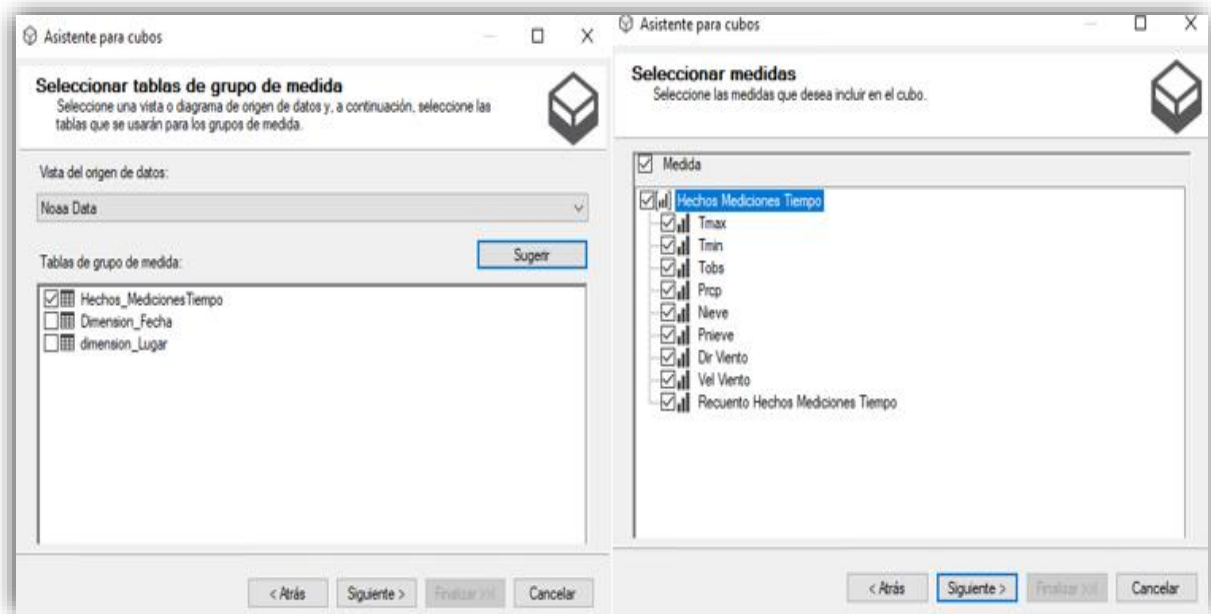 Asistente para cubos
Seleccionar tablas de grupo de medida
Seleccione una vista o diagrama de origen de datos y, a continuación, seleccione las
tablas que se usarán para los grupos de medida.
Vista del origen de datos:
Noaa Data
Sugerir
Tablas de grupo de medida:
Hechos_MedicionesTiempo
Dimension_Fecha
dimension_Lugar
< Atrás
Siguiente >
Finalizar >>|
Cancelar
Asistente para cubos
Seleccionar medidas
Seleccione las medidas que desea incluir en el cubo.
Medida
Hechos Mediciones Tiempo
Tmax
Tmin
Tobs
Prcp
Nieve
Pnieve
Dir Viento
Vel Viento
Recuento Hechos Mediciones Tiempo
< Atrás
Siguiente >
Finalizar >>|
Cancelar